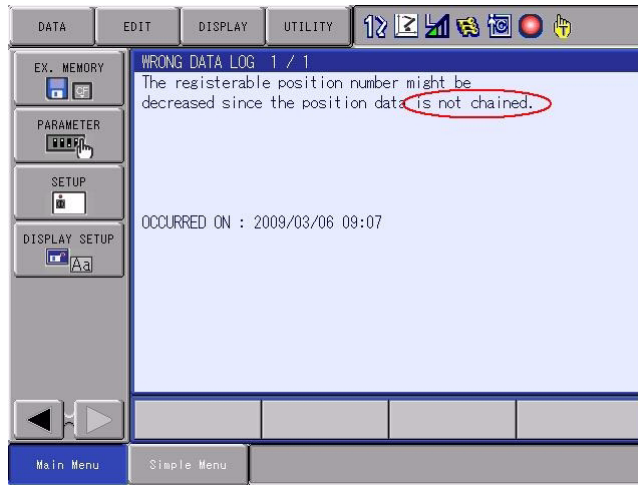 DATA EDIT DISPLAY UTILITY
EX. MEMORY
CF
PARAMETER
SETUP
DISPLAY SETUP
Aa
WRONG DATA LOG 1 / 1
The registerable position number might be
decreased since the position data is not chained.
OCCURRED ON : 2009/03/06 09:07
Main Menu Simple Menu